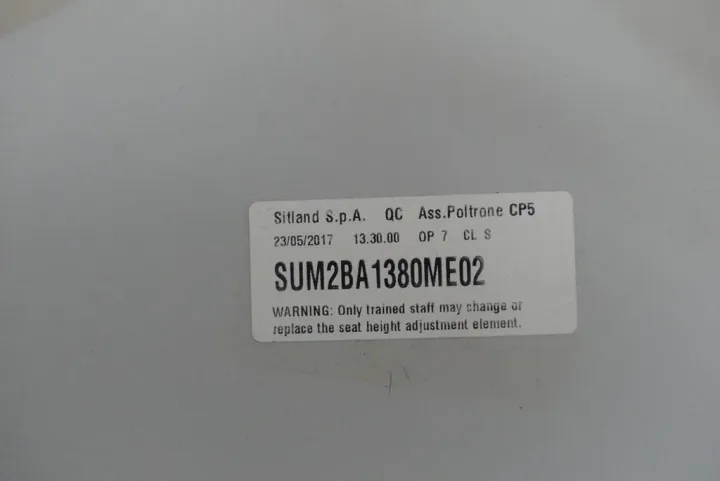 Sitland S.p.A. QC Ass.Poltrone CP5
23/05/2017 13.30.00 OP 7 CL S
SUM2BA1380ME02
WARNING: Only trained staff may change or
replace the seat height adjustment element.